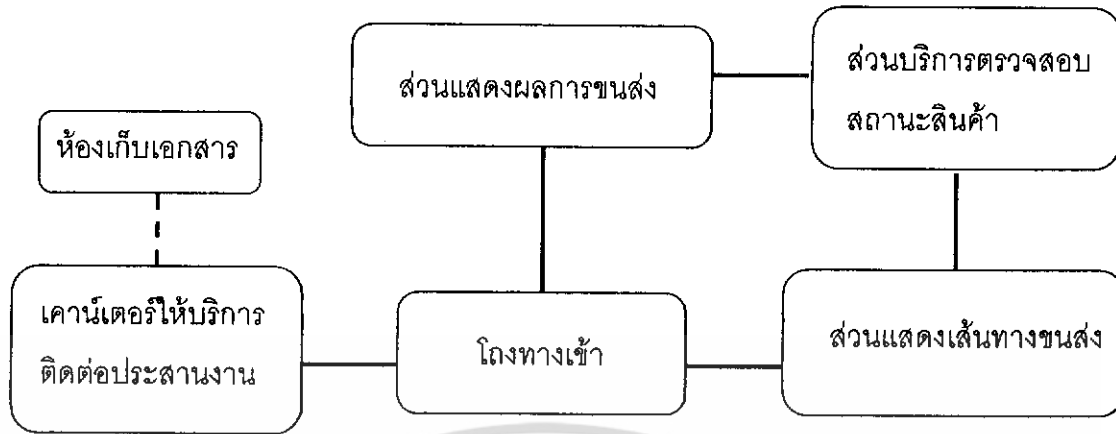 ส่วนแสดงผลการขนส่ง
ส่วนบริการตรวจสอบ
สถานะสินค้า
ห้องเก็บเอกสาร
เคาน์เตอร์ให้บริการ
ติดต่อประสานงาน
โถงทางเข้า
ส่วนแสดงเส้นทางขนส่ง